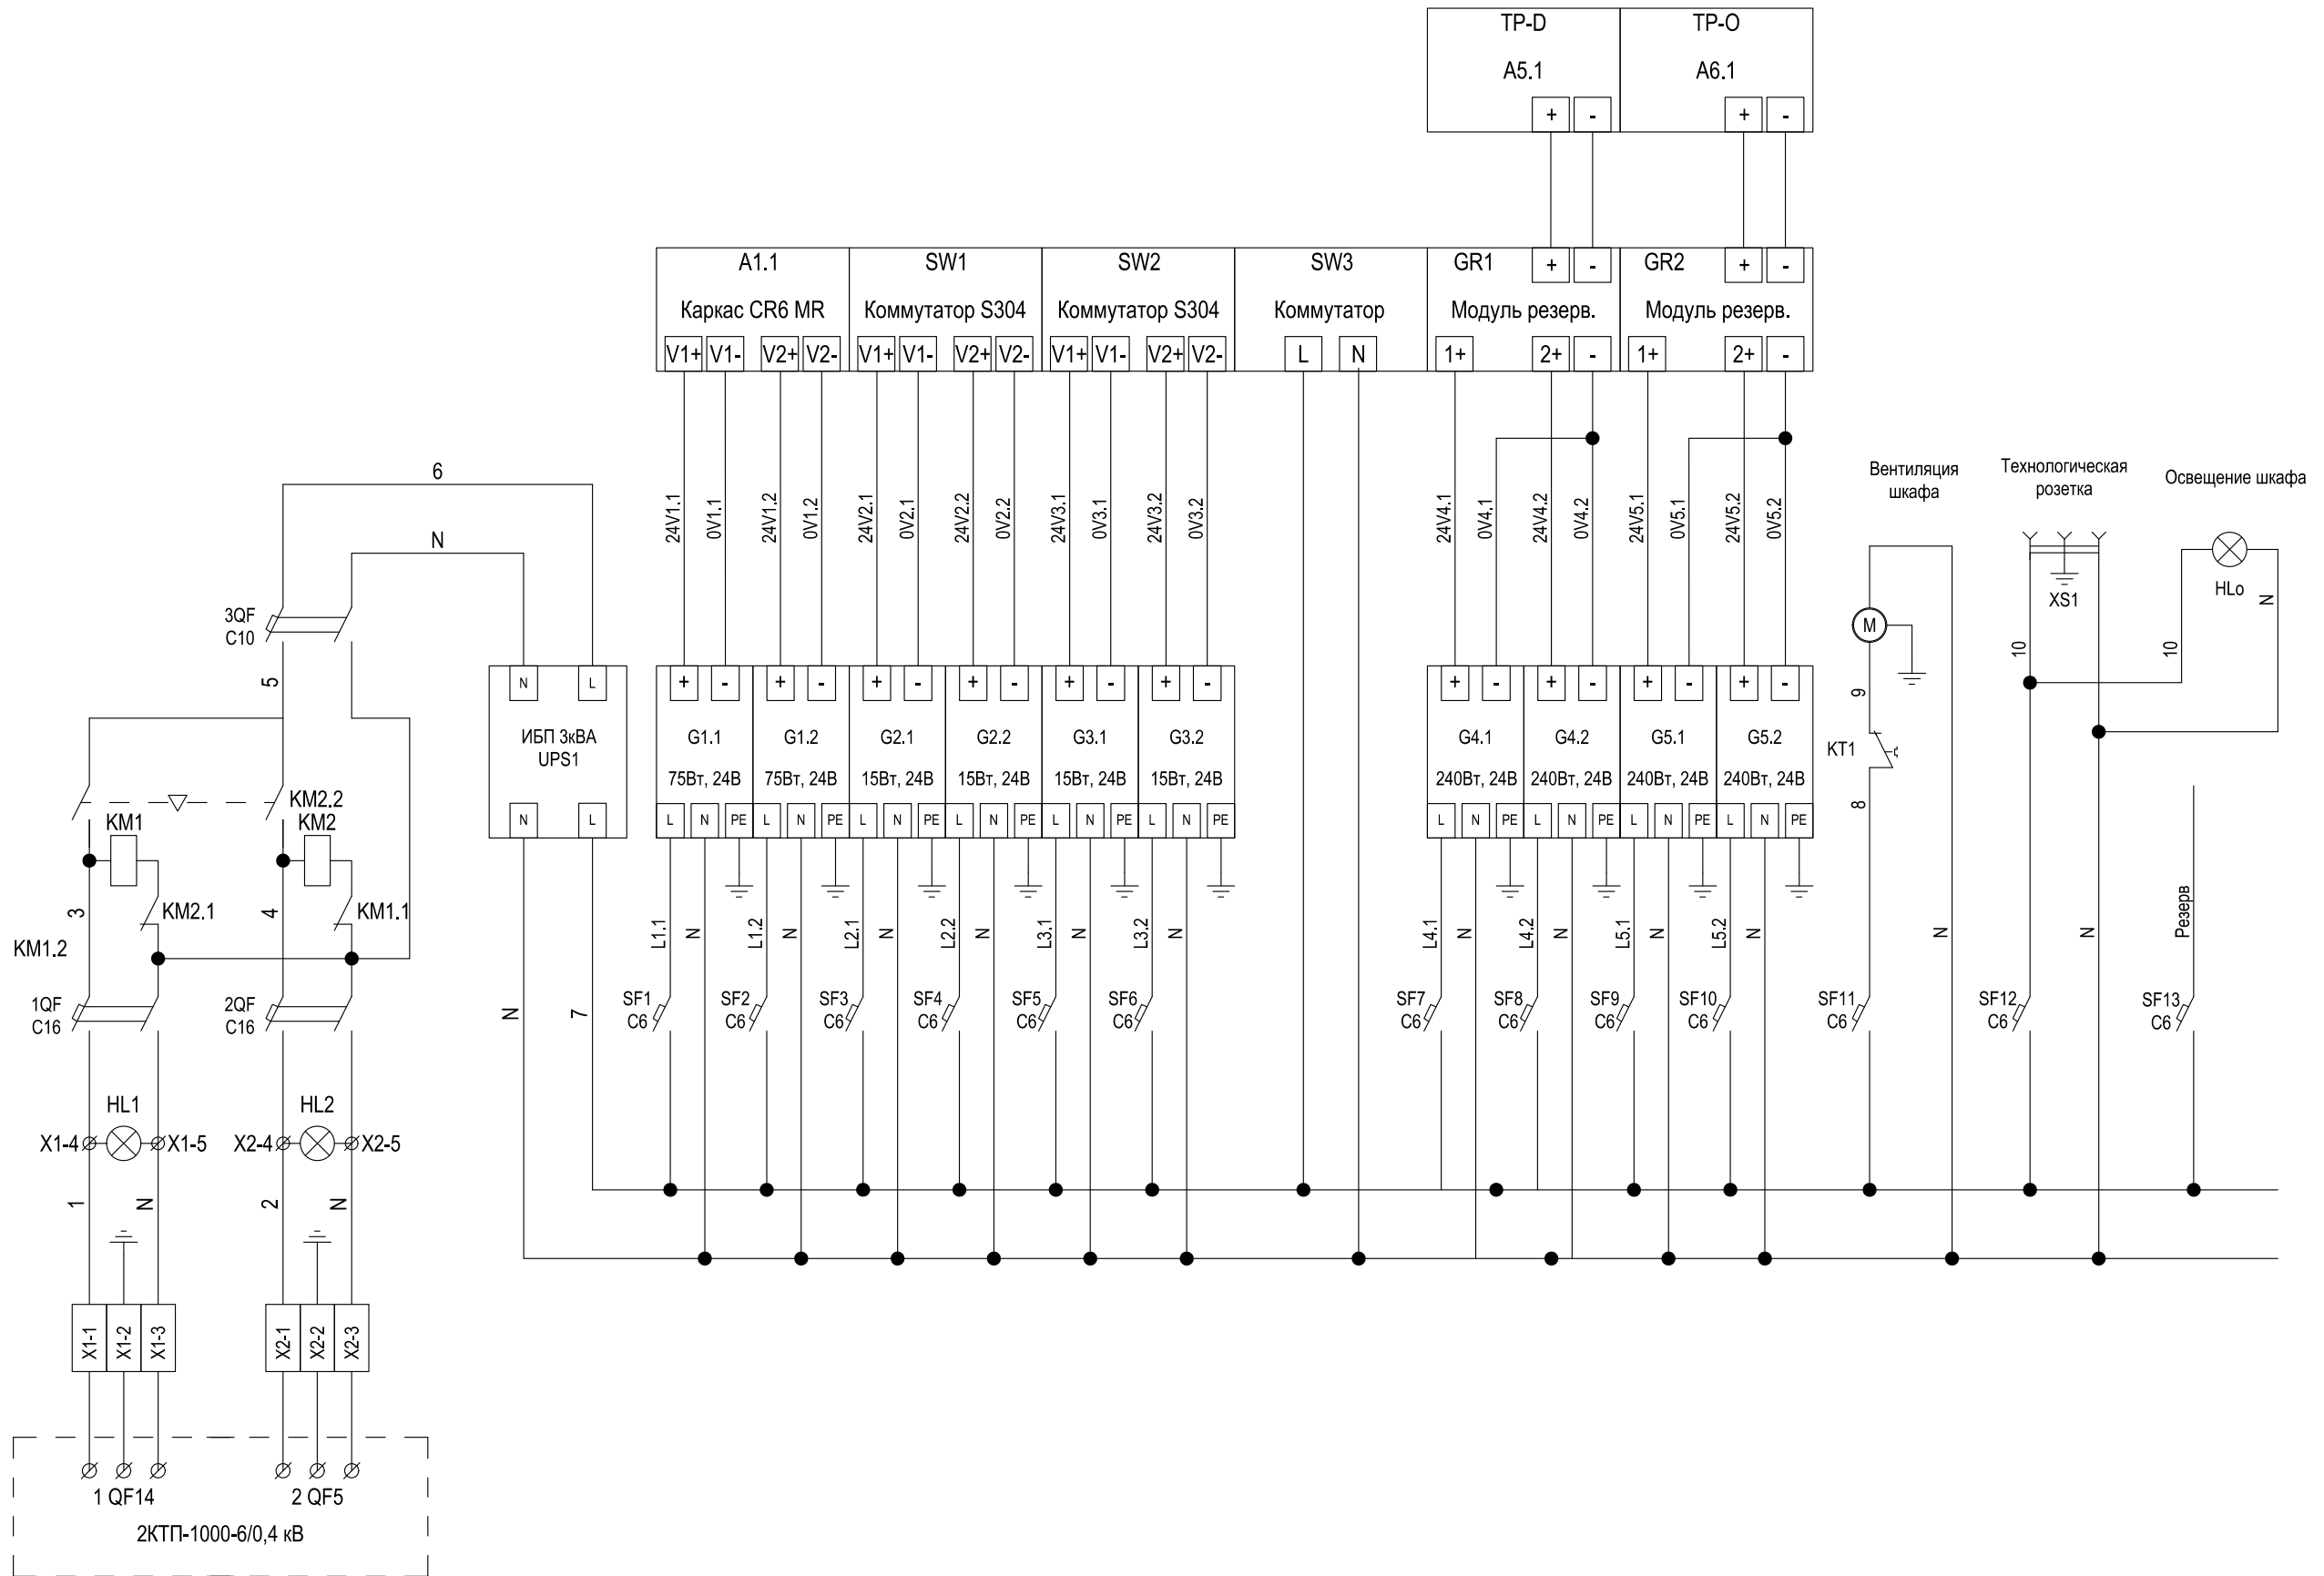 TP-D TP-O
A5.1 A6.1
+ - + -
A1.1 SW1 SW2 SW3 GR1 + - GR2 + -
Каркас CR6 MR Коммутатор S304 Коммутатор S304 Коммутатор Модуль резерв. Модуль резерв.
V1+ V1- V2+ V2- V1+ V1- V2+ V2- V1+ V1- V2+ V2- L N 1+ 2+ - 1+ 2+ -
6
N
24V1.1 0V1.1 24V1.2 0V1.2 24V2.1 0V2.1 24V2.2 0V2.2 24V3.1 0V3.1 24V3.2 0V3.2 24V4.1 0V4.1 24V4.2 0V4.2 24V5.1 0V5.1 24V5.2 0V5.2
Вентиляция
шкафа
Технологическая
розетка
Освещение шкафа
XS1
HLo
N
3QF
C10
M
10 10
5
9
N L + - + - + - + - + - + - + - + - + - + -
ИБП 3кВА
UPS1
G1.1 G1.2 G2.1 G2.2 G3.1 G3.2 G4.1 G4.2 G5.1 G5.2
75Вт, 24В 75Вт, 24В 15Вт, 24В 15Вт, 24В 15Вт, 24В 15Вт, 24В 240Вт, 24В 240Вт, 24В 240Вт, 24В 240Вт, 24В
KT1
8
N L L N PE L N PE L N PE L N PE L N PE L N PE L N PE L N PE L N PE L N PE
KM2.2
KM1 KM2
KM2.1 KM1.1
3 4
KM1.2
L1.1 N L1.2 N L2.1 N L2.2 N L3.1 N L3.2 N L4.1 N L4.2 N L5.1 N L5.2 N N N Резерв
1QF
C16
2QF
C16
N 7
SF1 SF2 SF3 SF4 SF5 SF6 SF7 SF8 SF9 SF10 SF11 SF12 SF13
C6 C6 C6 C6 C6 C6 C6 C6 C6 C6 C6 C6 C6
HL1 HL2
X1-4 X1-5 X2-4 X2-5
1 N 2 N
X1-1 X1-2 X1-3 X2-1 X2-2 X2-3
1 QF14 2 QF5
2КТП-1000-6/0,4 кВ